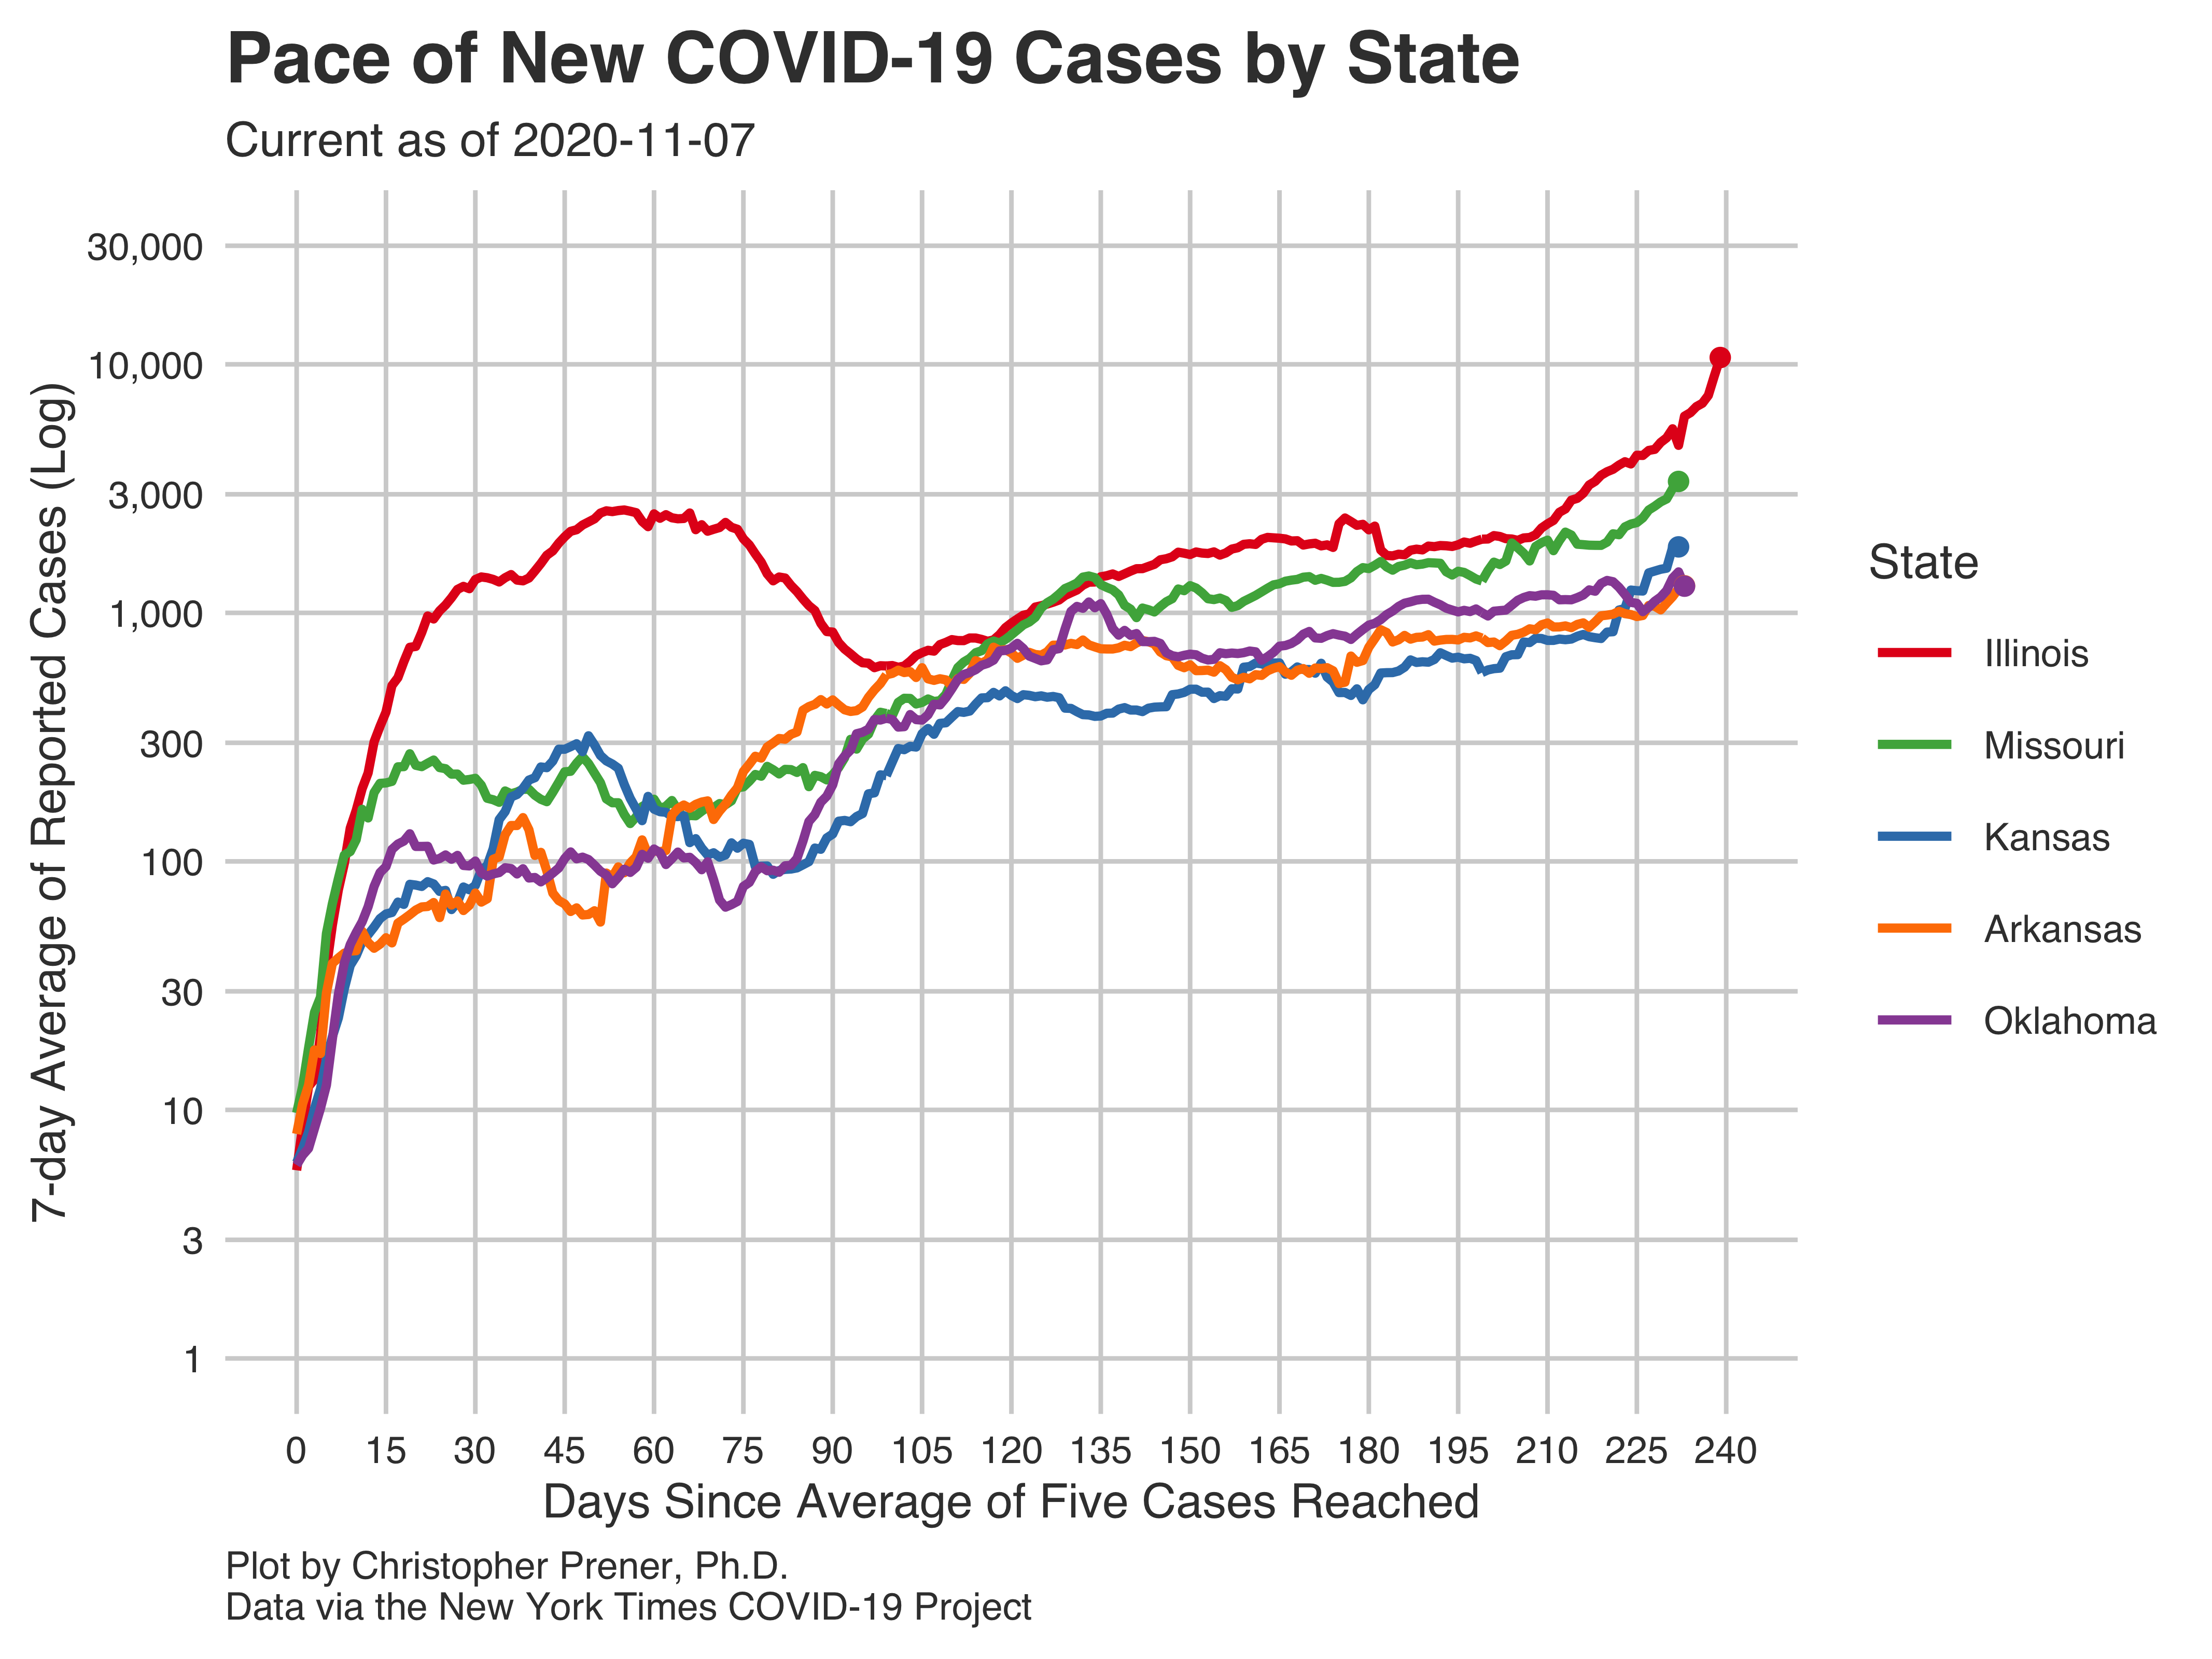 Pace of New COVID-19 Cases by State
Current as of 2020-11-07
7-day Average of Reported Cases (Log)
30,000
10,000
3,000
1,000
300
100
30
10
3
1
0 15 30 45 60 75 90 105 120 135 150 165 180 195 210 225 240
Days Since Average of Five Cases Reached
State
Illinois
Missouri
Kansas
Arkansas
Oklahoma
Plot by Christopher Prener, Ph.D.
Data via the New York Times COVID-19 Project